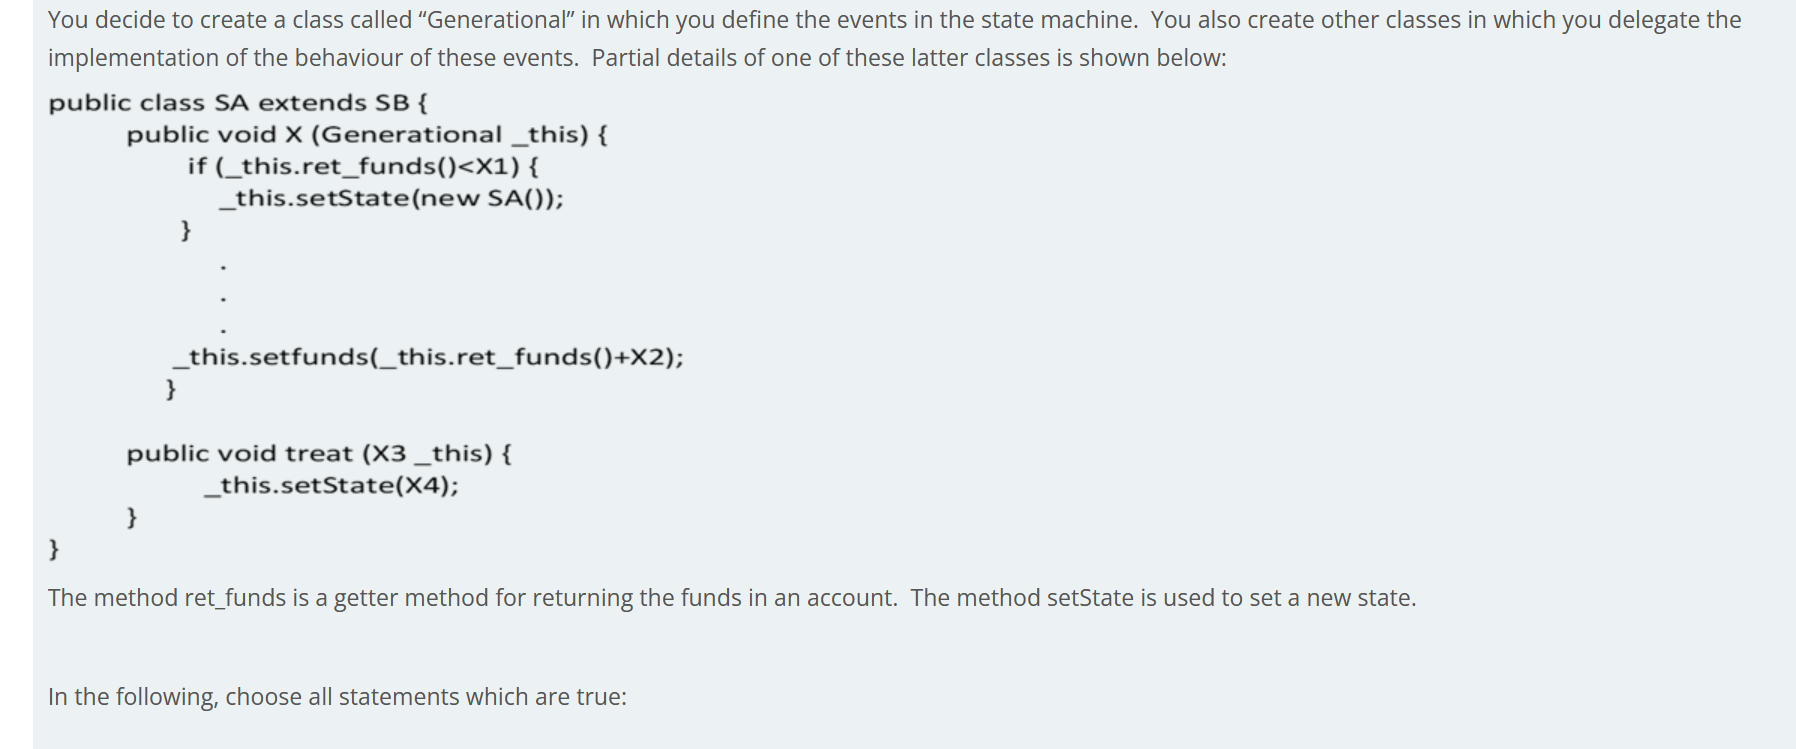 You decide to create a class called “Generational” in which you define the events in the state machine.  You also create other classes in which you delegate the
implementation of the behaviour of these events.  Partial details of one of these latter classes is shown below:
public class SA extends SB {
public void X (Generational _this) {
if (_this.ret_funds()<X1) {
_this.setState(new SA());
}
.
.
.
_this.setfunds(_this.ret_funds()+X2);
}
public void treat (X3 _this) {
_this.setState(X4);
}
}
The method ret_funds is a getter method for returning the funds in an account.  The method setState is used to set a new state.
In the following, choose all statements which are true: